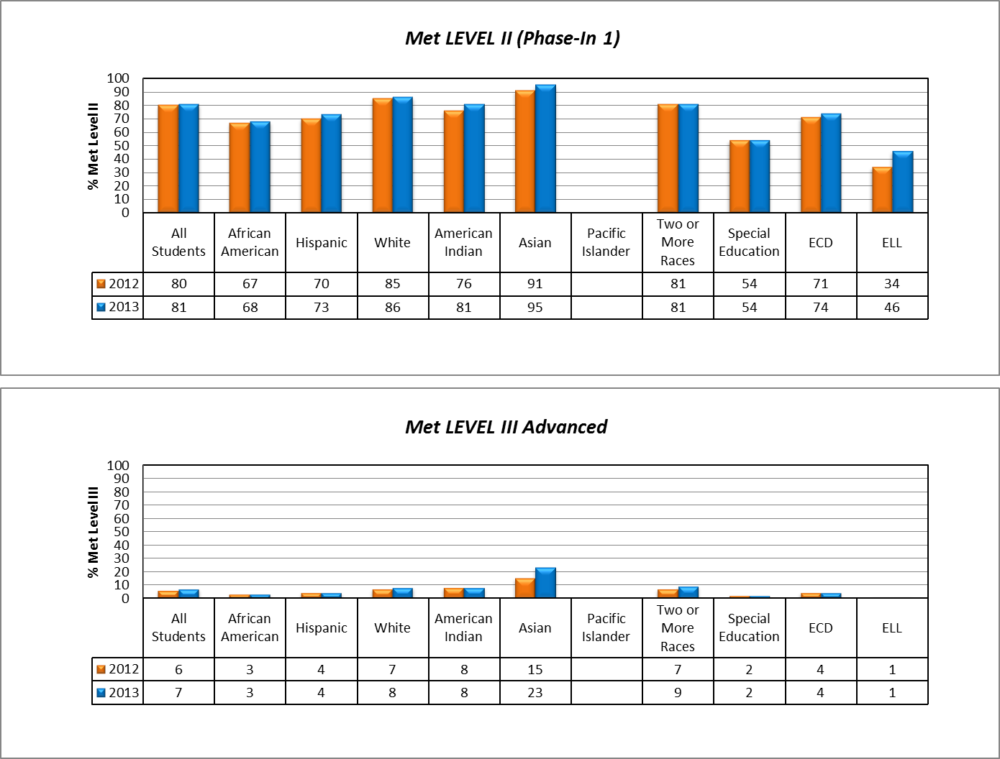 Met LEVEL II (Phase-In 1)
% Met Level II
100
90
80
70
60
50
40
30
20
10
0
All Students
African American
Hispanic
White
American Indian
Asian
Pacific Islander
Two or More Races
Special Education
ECD
ELL
2012 80 67 70 85 76 91 81 54 71 34
2013 81 68 73 86 81 95 81 54 74 46
Met LEVEL III Advanced
% Met Level III
100
90
80
70
60
50
40
30
20
10
0
All Students
African American
Hispanic
White
American Indian
Asian
Pacific Islander
Two or More Races
Special Education
ECD
ELL
2012 6 3 4 7 8 15 7 2 4 1
2013 7 3 4 8 8 23 9 2 4 1